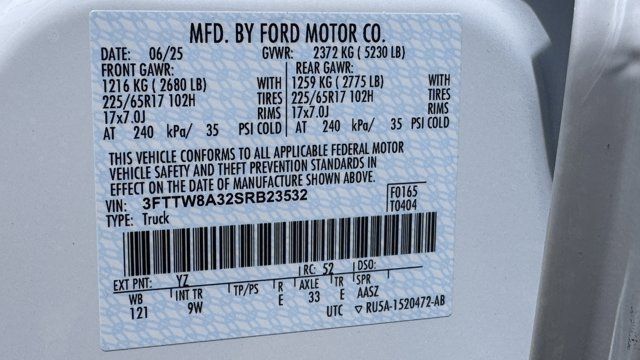 MFD. BY FORD MOTOR CO.
DATE: 06/25 GVWR: 2372 KG ( 5230 LB)
FRONT GAWR: REAR GAWR:
1216 KG ( 2680 LB) WITH 1259 KG ( 2775 LB) WITH
225/65R17 102H TIRES 225/65R17 102H TIRES
17x7.0J RIMS 17x7.0J RIMS
AT 240 kPa/ 35 PSI COLD AT 240 kPa/ 35 PSI COLD
THIS VEHICLE CONFORMS TO ALL APPLICABLE FEDERAL MOTOR
VEHICLE SAFETY AND THEFT PREVENTION STANDARDS IN
EFFECT ON THE DATE OF MANUFACTURE SHOWN ABOVE.
VIN: 3FTTW8A32SRB23532 F0165
TYPE: Truck T0404
EXT PNT: YZ RC: 52 DSO:
WB INT TR TP/PS R AXLE TR SPR
121 9W E 33 E AASZ
UTC ▽ RU5A-1520472-AB